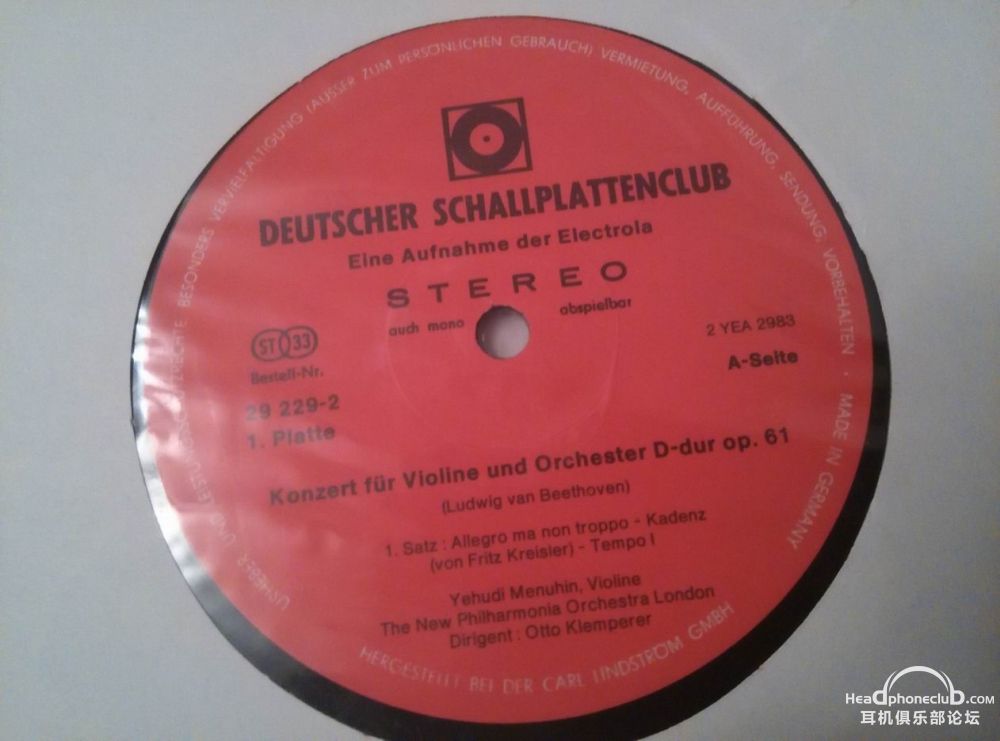 URHEBER- UND LEISTUNGSSCHUTZRECHTE BESONDERS VERVIELFÄLTIGUNG (AUSSER ZUM PERSÖNLICHEN GEBRAUCH) VERMIETUNG, AUFFÜHRUNG, SENDUNG, VORBEHALTEN · MADE IN GERMANY
DEUTSCHER SCHALLPLATTENCLUB
Eine Aufnahme der Electrola
STEREO
auch mono abspielbar
ST 33
Bestell-Nr.
29 229-2
1. Platte
2 YEA 2983
A-Seite
Konzert für Violine und Orchester D-dur op. 61
(Ludwig van Beethoven)
1. Satz : Allegro ma non troppo - Kadenz
(von Fritz Kreisler) - Tempo I
Yehudi Menuhin, Violine
The New Philharmonia Orchestra London
Dirigent : Otto Klemperer
HERGESTELLT BEI DER CARL LINDSTRÖM GMBH
Headphoneclub.com
耳机俱乐部论坛